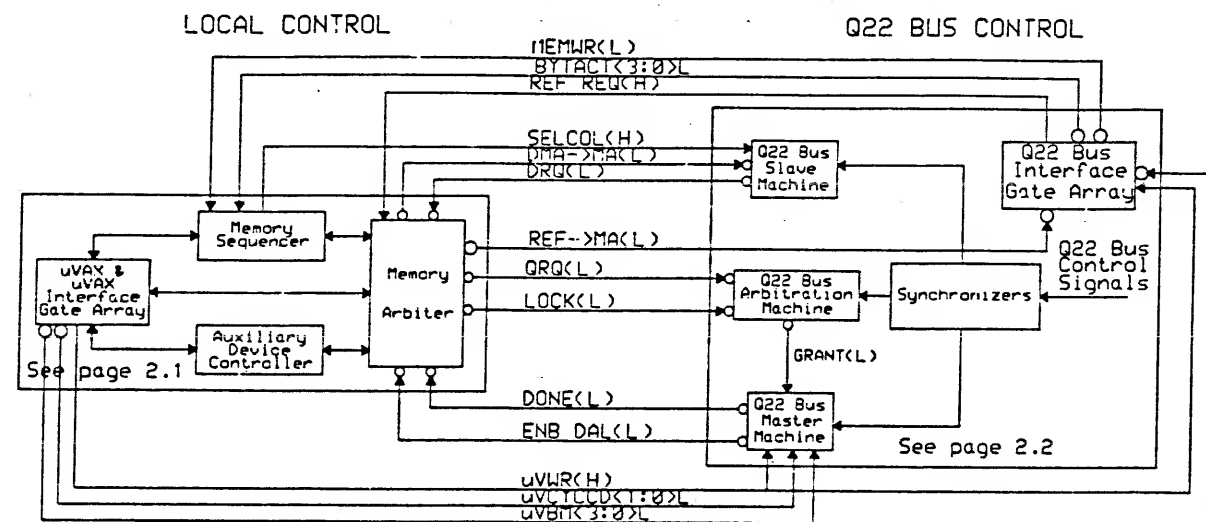 LOCAL CONTROL
Q22 BUS CONTROL
MEMWR(L)
BYTACT<3:0>L
REF REQ(H)
SELCOL(H)
DMA->MA(L)
DRQ(L)
Q22 Bus
Slave
Machine
Q22 Bus
Interface
Gate Array
Memory
Sequencer
uVAX &
uVAX
Interface
Gate Array
Memory
Arbiter
Auxiliary
Device
Controller
See page 2.1
REF->MA(L)
QRQ(L)
LOCK(L)
Q22 Bus
Arbitration
Machine
Synchronizers
Q22 Bus
Control
Signals
GRANT(L)
DONE(L)
ENB DAL(L)
Q22 Bus
Master
Machine
See page 2.2
uVWR(H)
uVCYCCD<1:0>L
uVBM<3:0>L